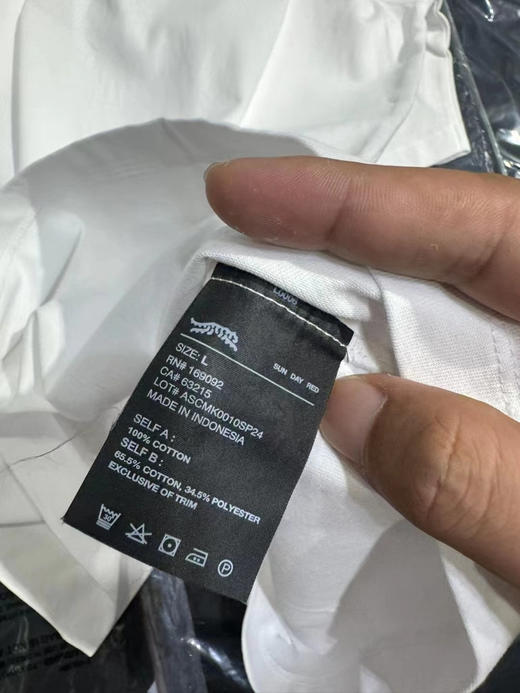 SUN DAY RED
SIZE: L
RN# 169092
CA# 63215
LOT# ASCMK0010SP24
MADE IN INDONESIA
SELF A :
100% COTTON
SELF B :
65.5% COTTON, 34.5% POLYESTER
EXCLUSIVE OF TRIM
30
P